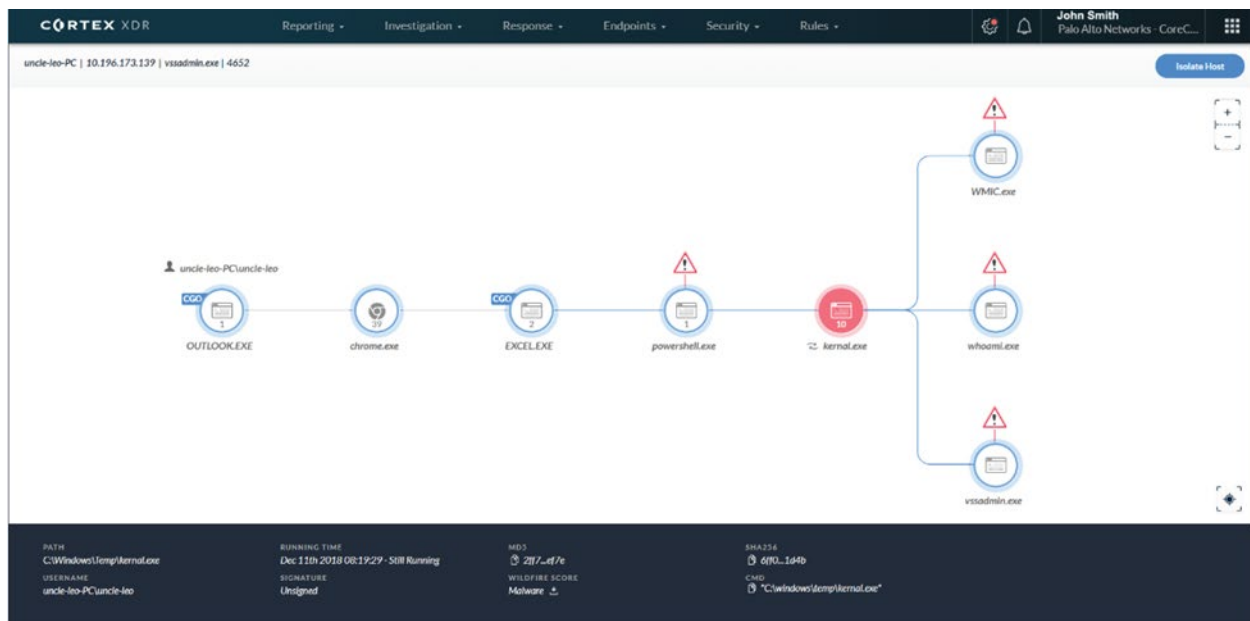 CORTEX XDR
Reporting
Investigation
Response
Endpoints
Security
Rules
John Smith
Palo Alto Networks - CoreC...
uncle-leo-PC | 10.196.173.139 | vssadmin.exe | 4652
Isolate Host
+
-
WMIC.exe
uncle-leo-PC\uncle-leo
CGO
1
OUTLOOK.EXE
39
chrome.exe
CGO
2
EXCEL.EXE
1
powershell.exe
10
kernal.exe
whoami.exe
vssadmin.exe
PATH
C:\Windows\Temp\kernal.exe
RUNNING TIME
Dec 11th 2018 08:19:29 - Still Running
MD5
2ff7...ef7e
SHA256
6ff0...1d4b
USERNAME
uncle-leo-PC\uncle-leo
SIGNATURE
Unsigned
WILDFIRE SCORE
Malware
CMD
"C:\windows\temp\kernal.exe"